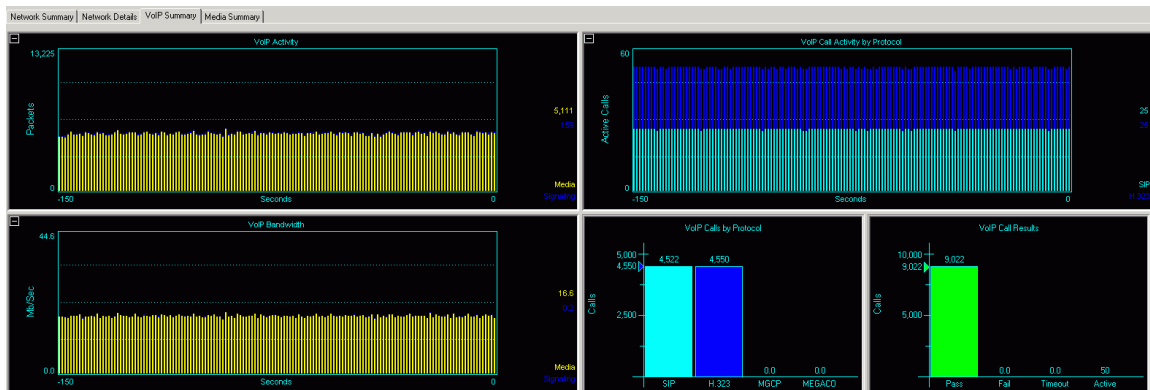 Network Summary Network Details VoIP Summary Media Summary
VoIP Activity
13,225
Packets
5,111
153
0
Media
Signaling
-150 Seconds 0
VoIP Call Activity by Protocol
60
Active Calls
25
26
0
SIP
H.323
-150 Seconds 0
VoIP Bandwidth
44.6
Mb/Sec
16.6
0.2
0.0
Media
Signaling
-150 Seconds 0
VoIP Calls by Protocol
5,000
4,550
2,500
Calls
4,522 4,550 0.0 0.0
SIP H.323 MGCP MEGACO
VoIP Call Results
10,000
9,022
5,000
Calls
9,022 0.0 0.0 50
Pass Fail Timeout Active